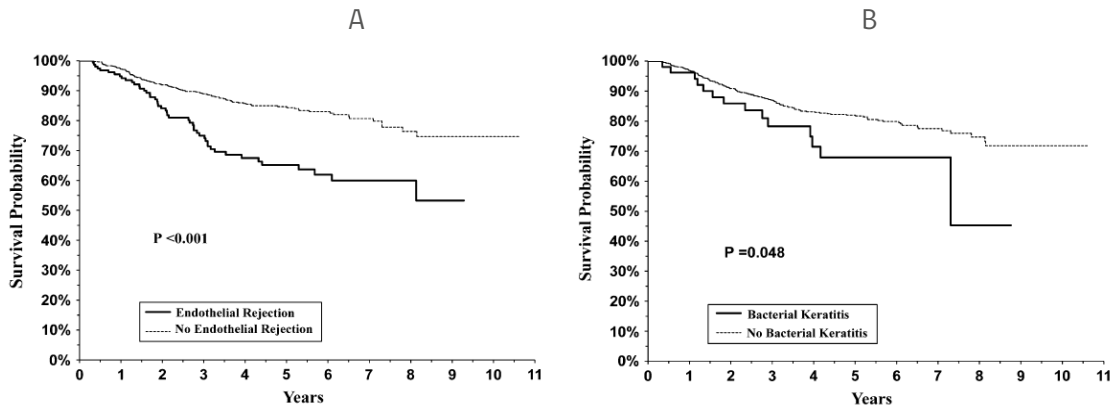 A
100%
90%
80%
70%
60%
50%
40%
30%
20%
10%
0%
Survival Probability
P <0.001
Endothelial Rejection
No Endothelial Rejection
0 1 2 3 4 5 6 7 8 9 10 11
Years
B
100%
90%
80%
70%
60%
50%
40%
30%
20%
10%
0%
Survival Probability
P =0.048
Bacterial Keratitis
No Bacterial Keratitis
0 1 2 3 4 5 6 7 8 9 10 11
Years